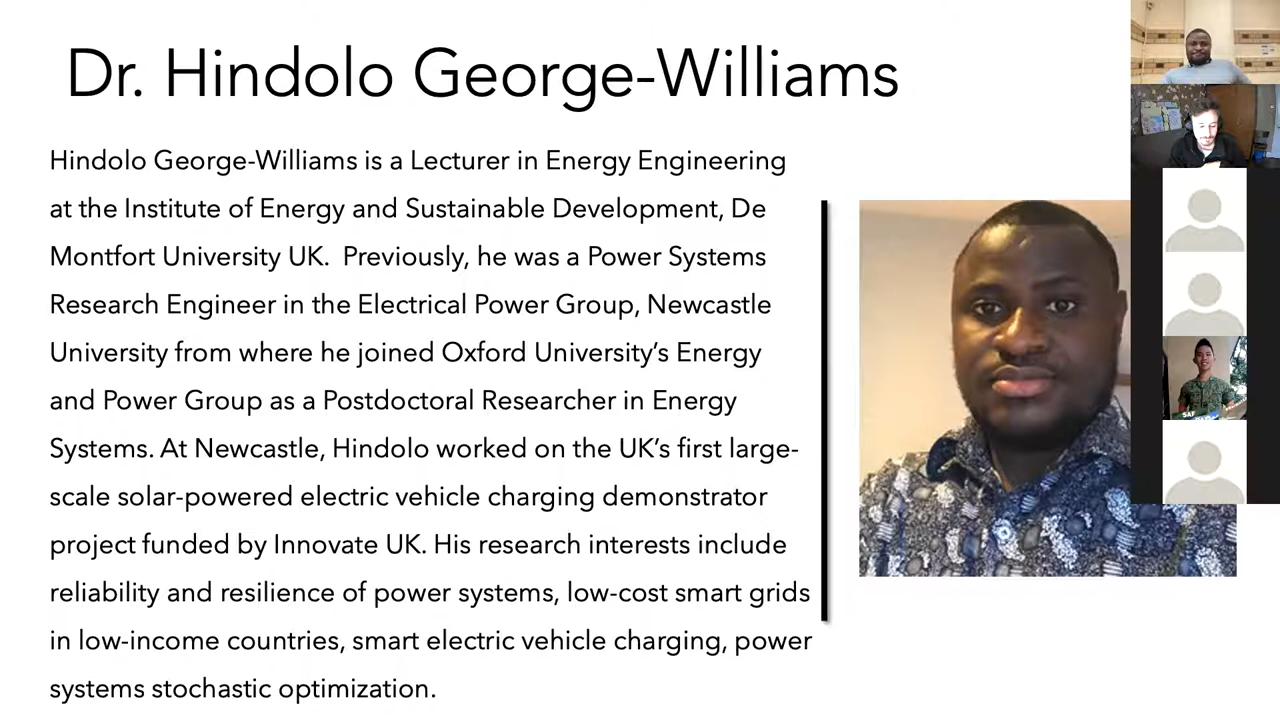 Dr. Hindolo George-Williams
Hindolo George-Williams is a Lecturer in Energy Engineering
at the Institute of Energy and Sustainable Development, De
Montfort University UK.  Previously, he was a Power Systems
Research Engineer in the Electrical Power Group, Newcastle
University from where he joined Oxford University’s Energy
and Power Group as a Postdoctoral Researcher in Energy
Systems. At Newcastle, Hindolo worked on the UK’s first large-
scale solar-powered electric vehicle charging demonstrator
project funded by Innovate UK. His research interests include
reliability and resilience of power systems, low-cost smart grids
in low-income countries, smart electric vehicle charging, power
systems stochastic optimization.
SAF